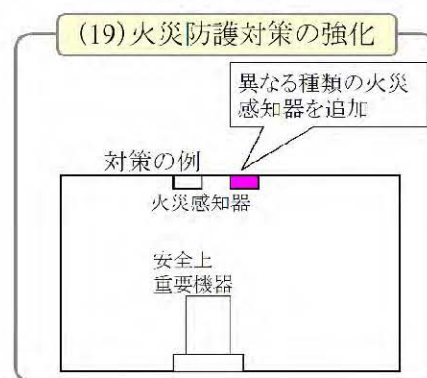 (19)火災防護対策の強化
異なる種類の火災
感知器を追加
対策の例
火災感知器
安全上
重要機器